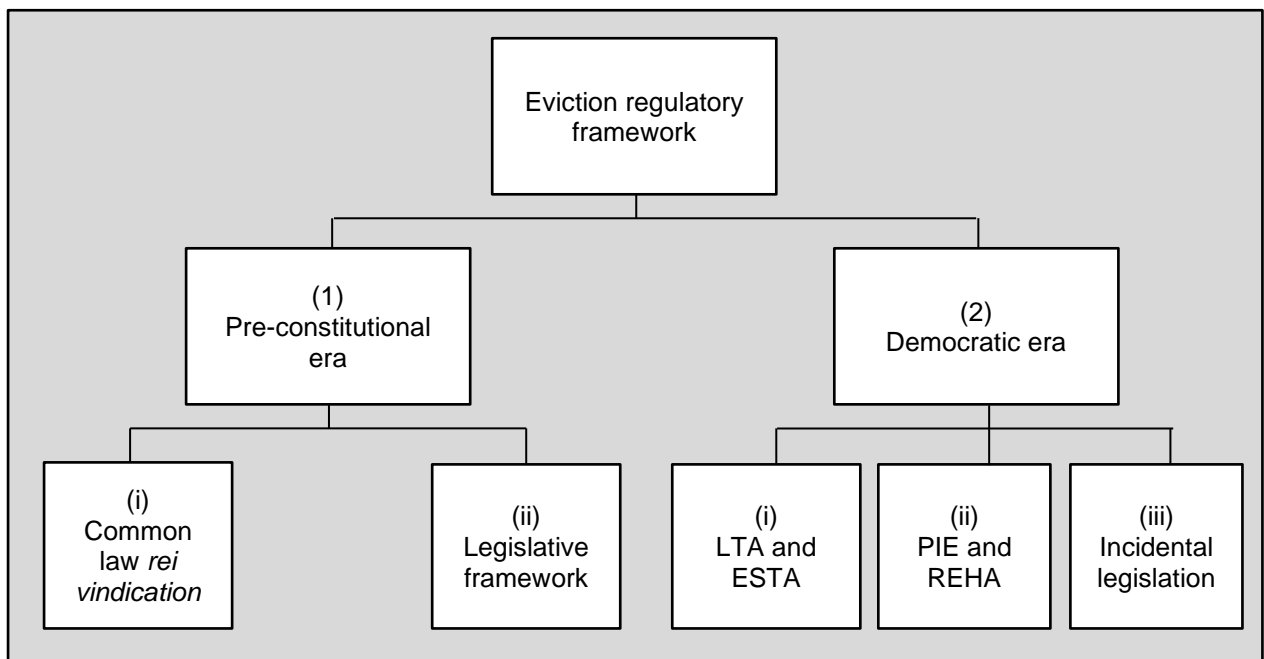 Eviction regulatory
framework
(1)
Pre-constitutional
era
(2)
Democratic era
(i)
Common
law rei
vindication
(ii)
Legislative
framework
(i)
LTA and
ESTA
(ii)
PIE and
REHA
(iii)
Incidental
legislation